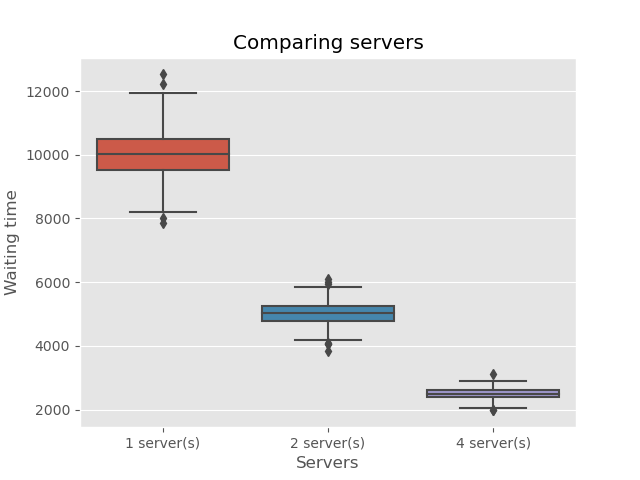 Comparing servers
12000
10000
8000
6000
4000
2000
Waiting time
1 server(s)
2 server(s)
4 server(s)
Servers